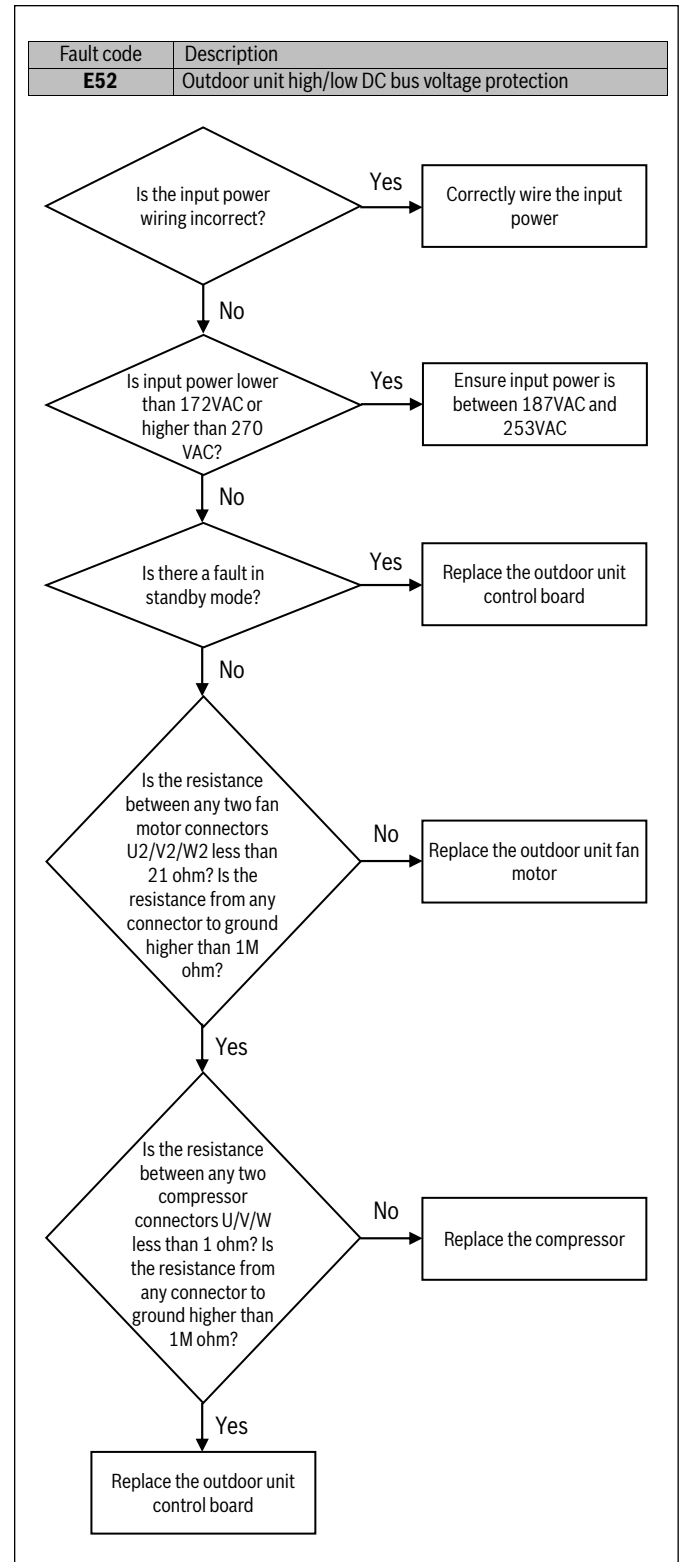 Fault code Description
E52 Outdoor unit high/low DC bus voltage protection
Is the input power
wiring incorrect?
Yes
Correctly wire the input
power
No
Is input power lower
than 172VAC or
higher than 270
VAC?
Yes
Ensure input power is
between 187VAC and
253VAC
No
Is there a fault in
standby mode?
Yes
Replace the outdoor unit
control board
No
Is the resistance
between any two fan
motor connectors
U2/V2/W2 less than
21 ohm? Is the
resistance from any
connector to ground
higher than 1M
ohm?
No
Replace the outdoor unit fan
motor
Yes
Is the resistance
between any two
compressor
connectors U/V/W
less than 1 ohm? Is
the resistance from
any connector to
ground higher than
1M ohm?
No
Replace the compressor
Yes
Replace the outdoor unit
control board